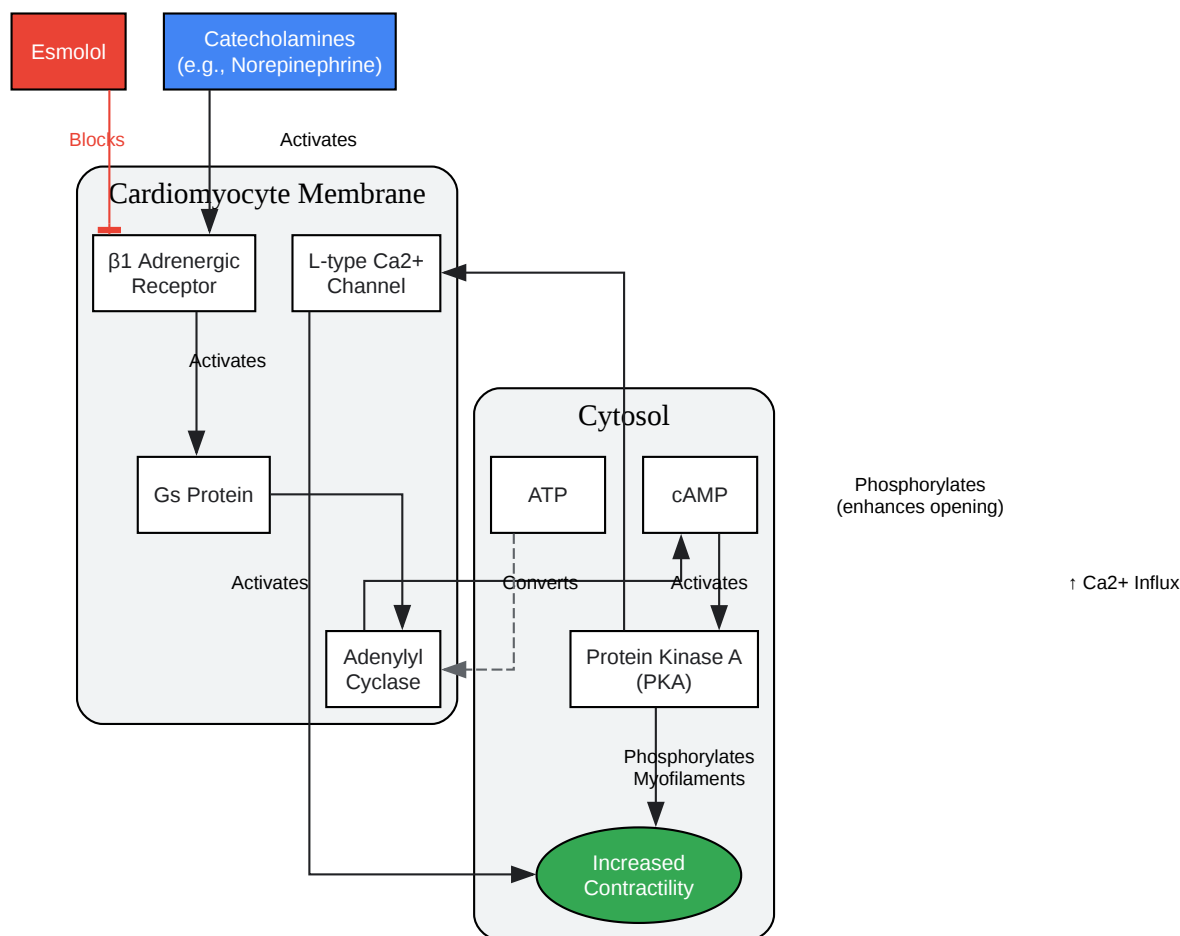 Esmolol
Catecholamines
(e.g., Norepinephrine)
Blocks
Activates
Cardiomyocyte Membrane
β1 Adrenergic
Receptor
L-type Ca2+
Channel
Activates
Cytosol
Gs Protein
ATP
cAMP
Phosphorylates
(enhances opening)
Activates
Converts
Activates
↑ Ca2+ Influx
Adenylyl
Cyclase
Protein Kinase A
(PKA)
Phosphorylates
Myofilaments
Increased
Contractility